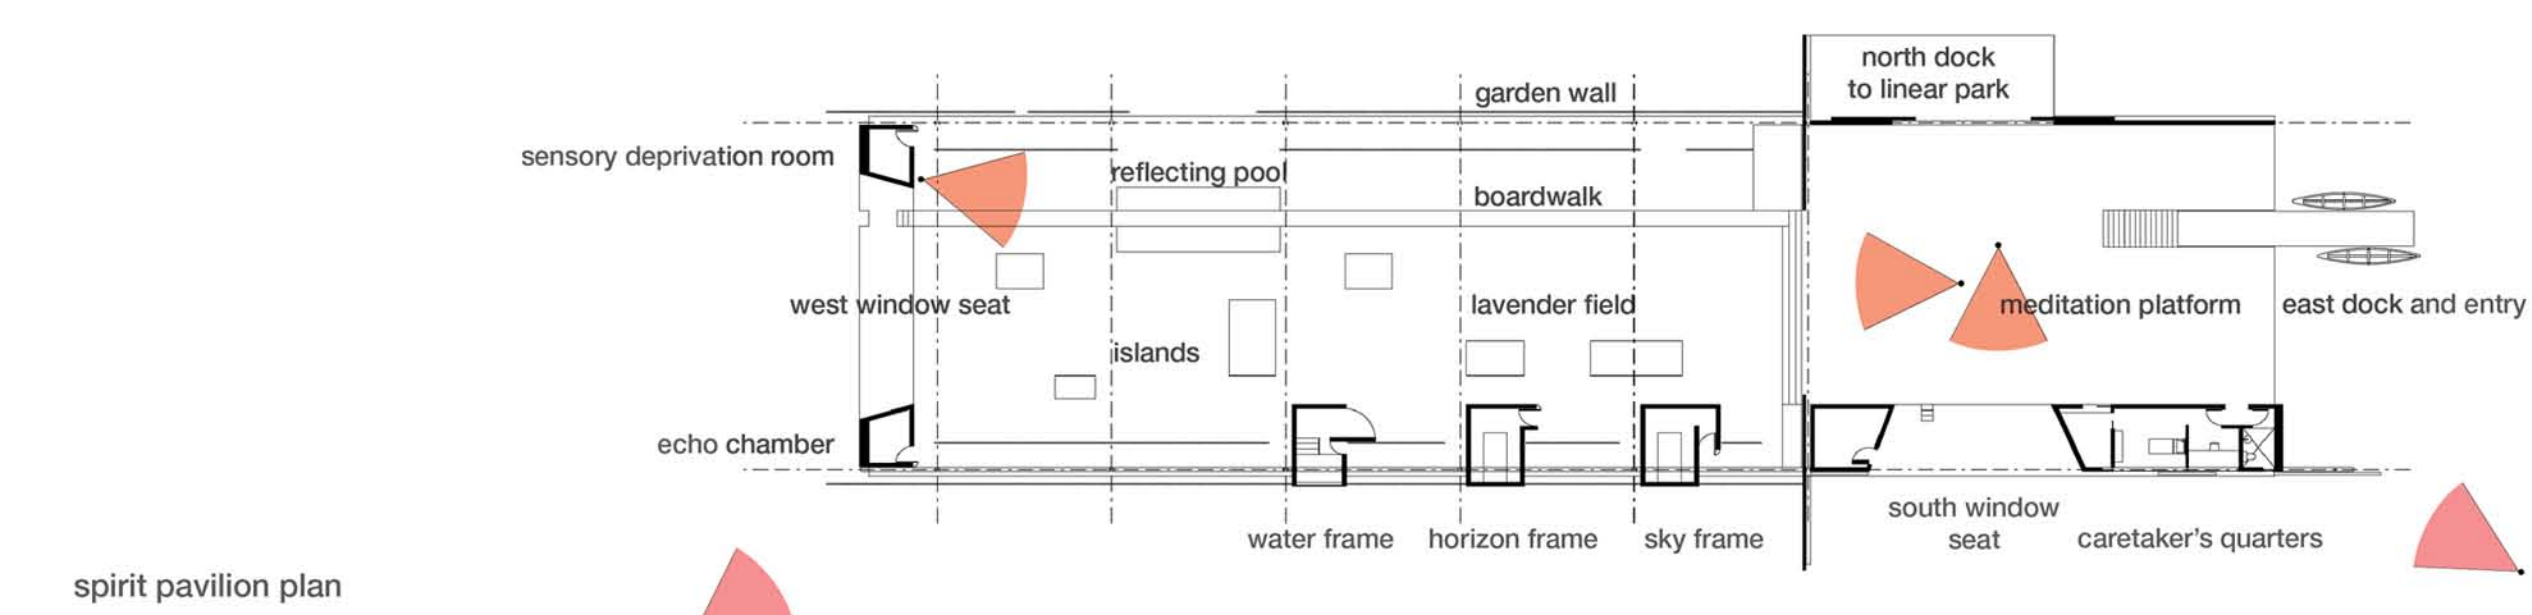 north dock
to linear park
garden wall
sensory deprivation room
reflecting pool
boardwalk
west window seat
lavender field
meditation platform
east dock and entry
islands
echo chamber
south window
seat
water frame
horizon frame
sky frame
caretaker's quarters
spirit pavilion plan